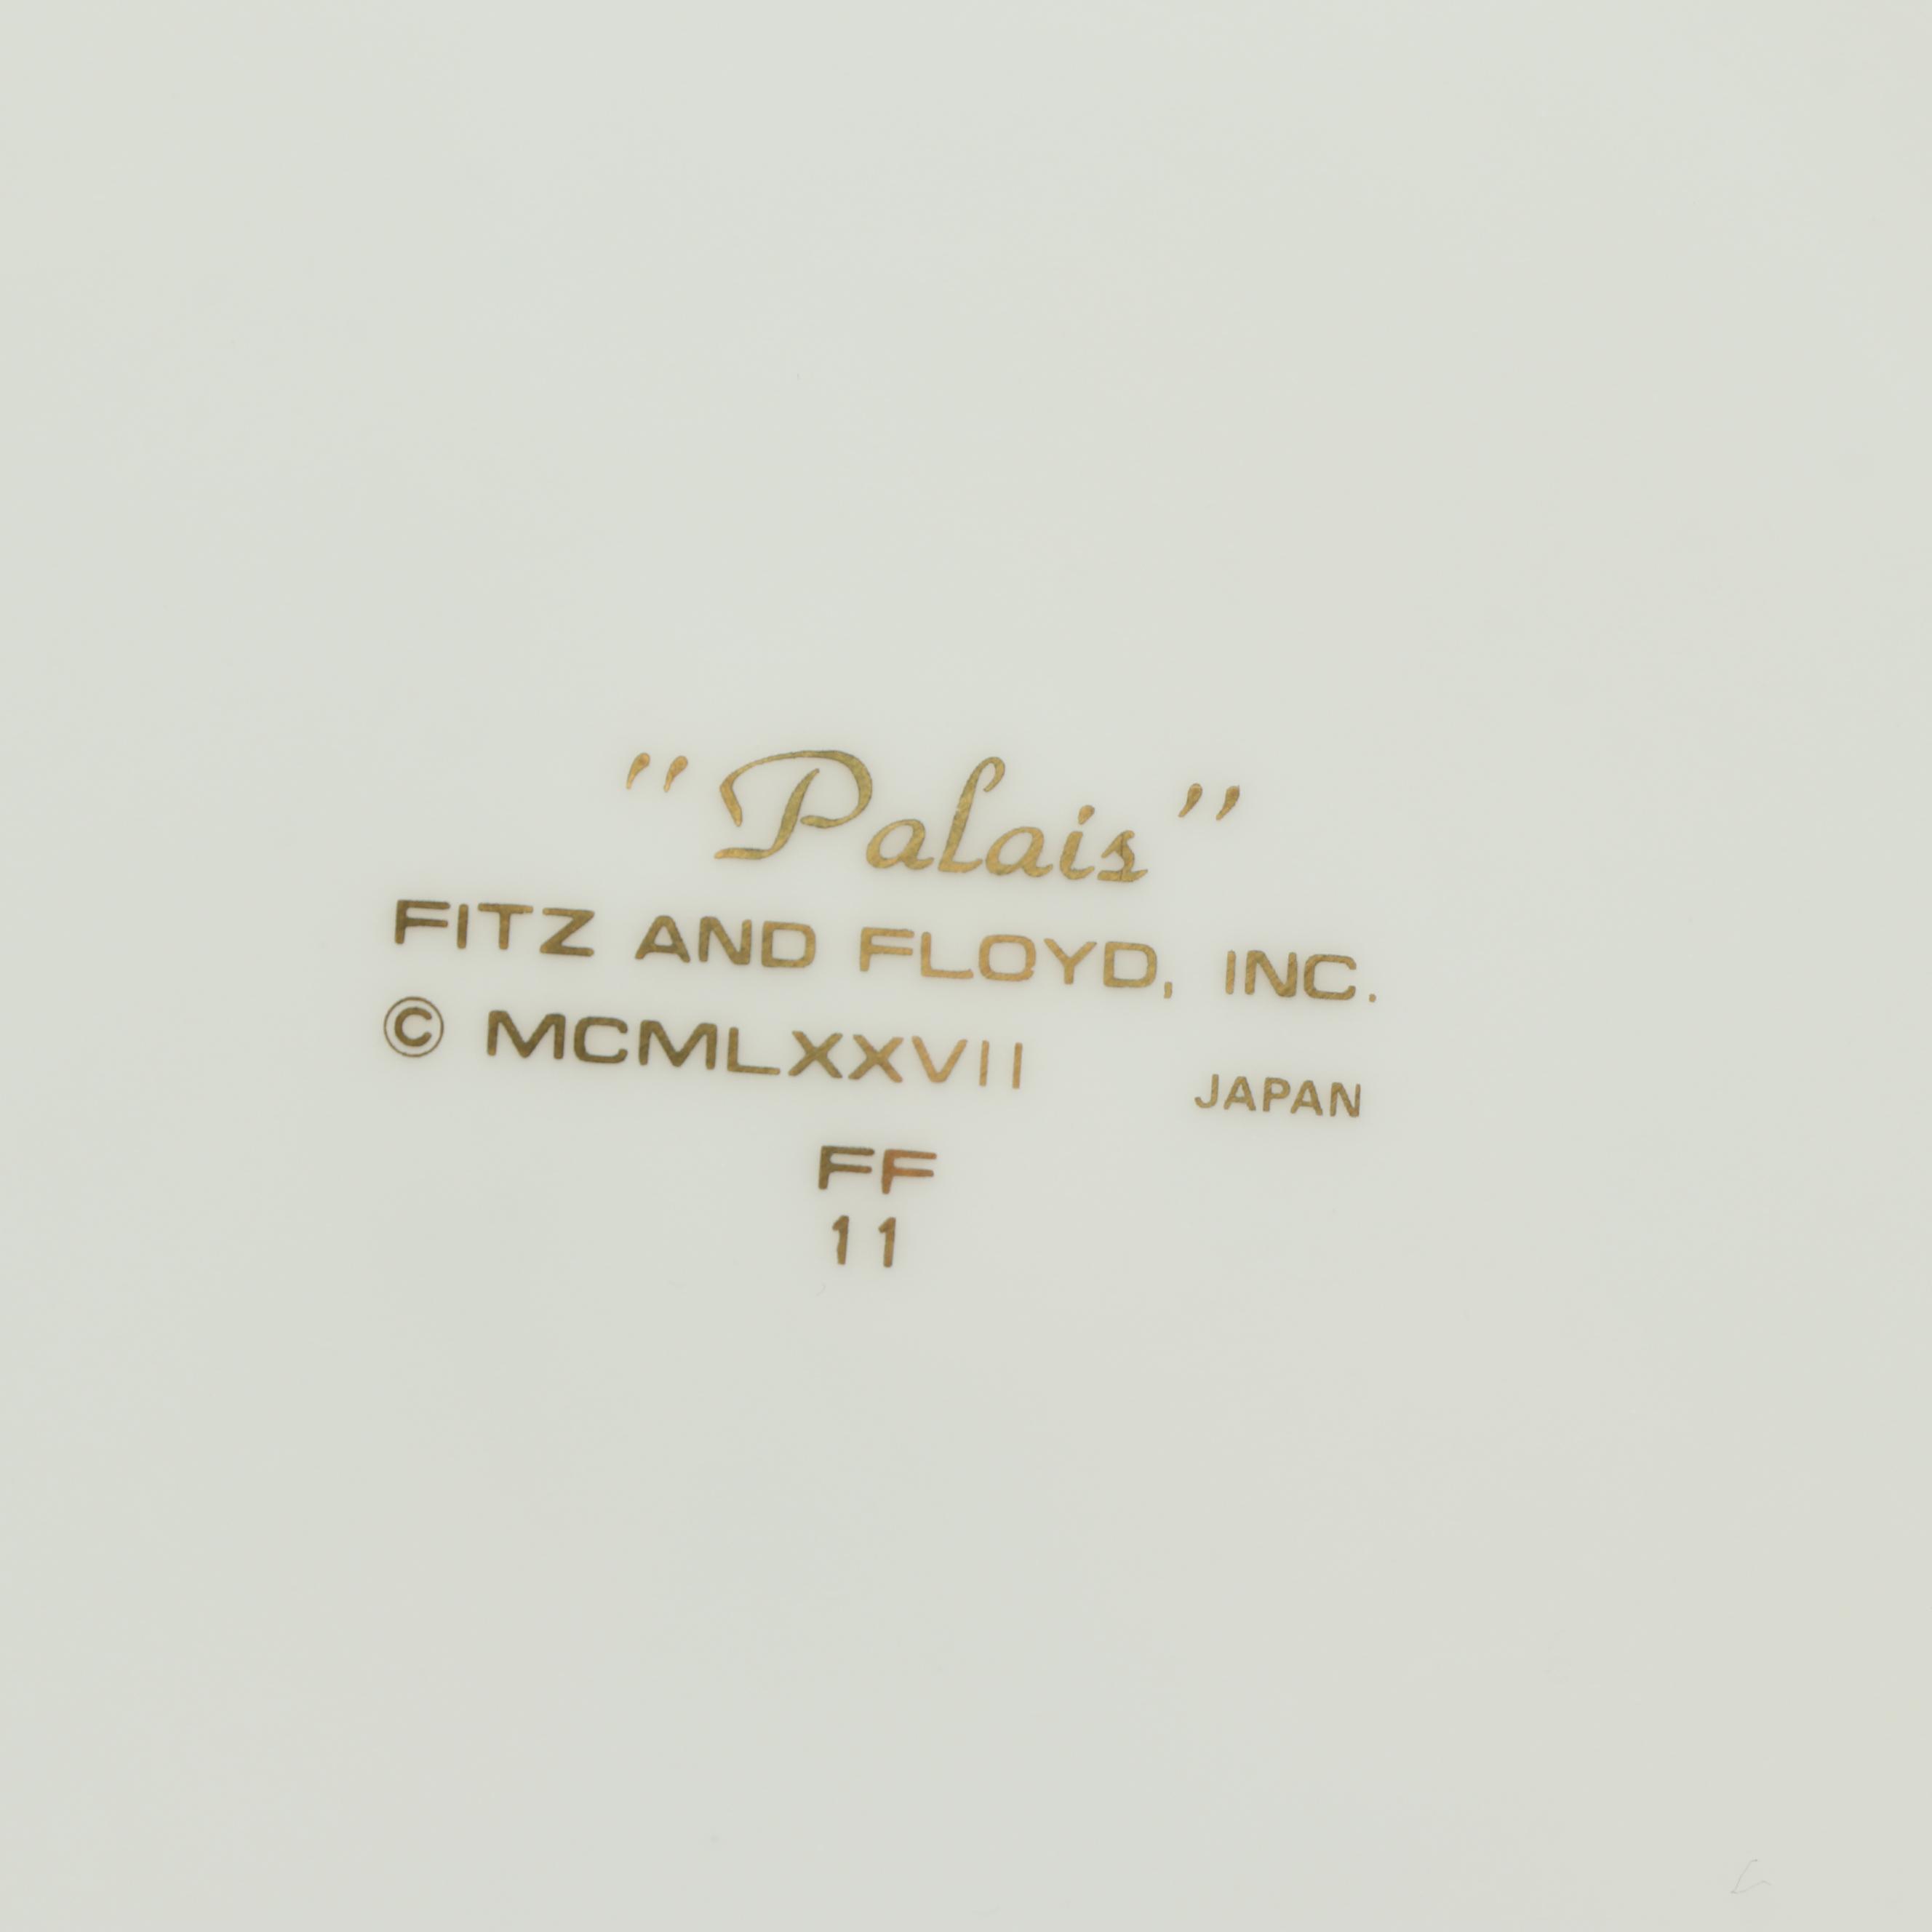 "Palais"
FITZ AND FLOYD, INC.
© MCMLXXVII JAPAN
FF
11